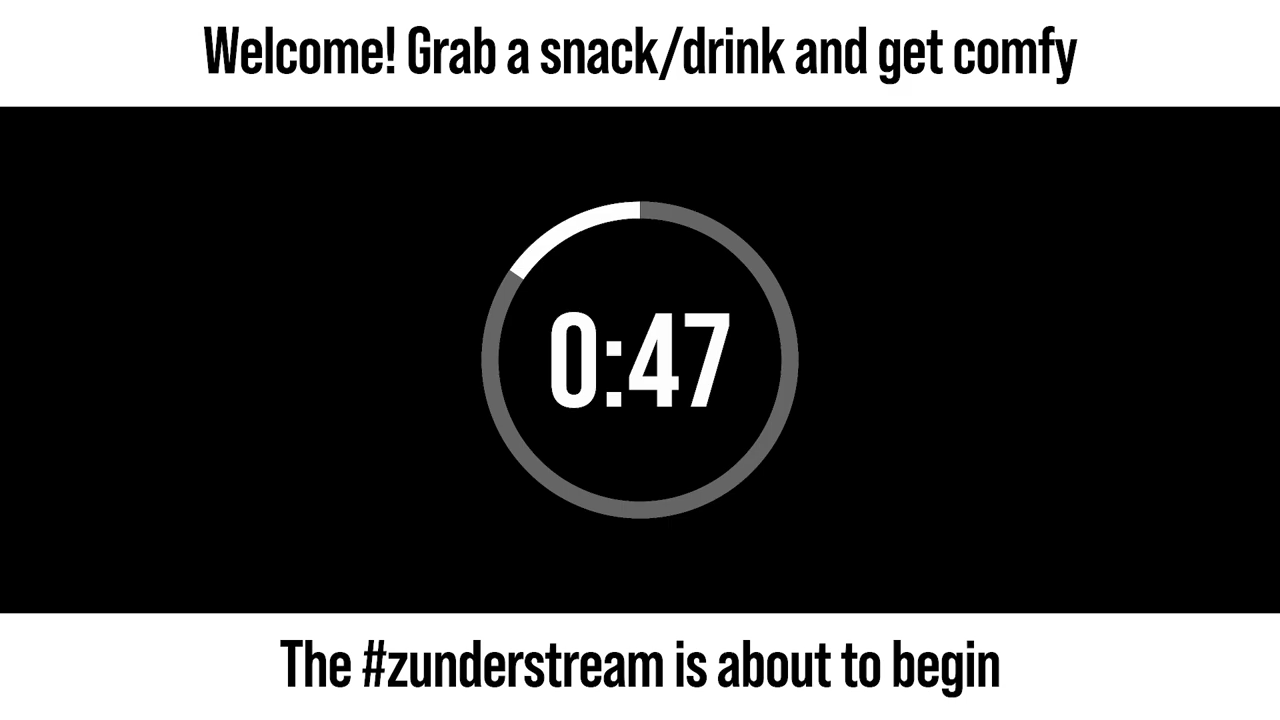 Welcome! Grab a snack/drink and get comfy
0:47
The #zunderstream is about to begin